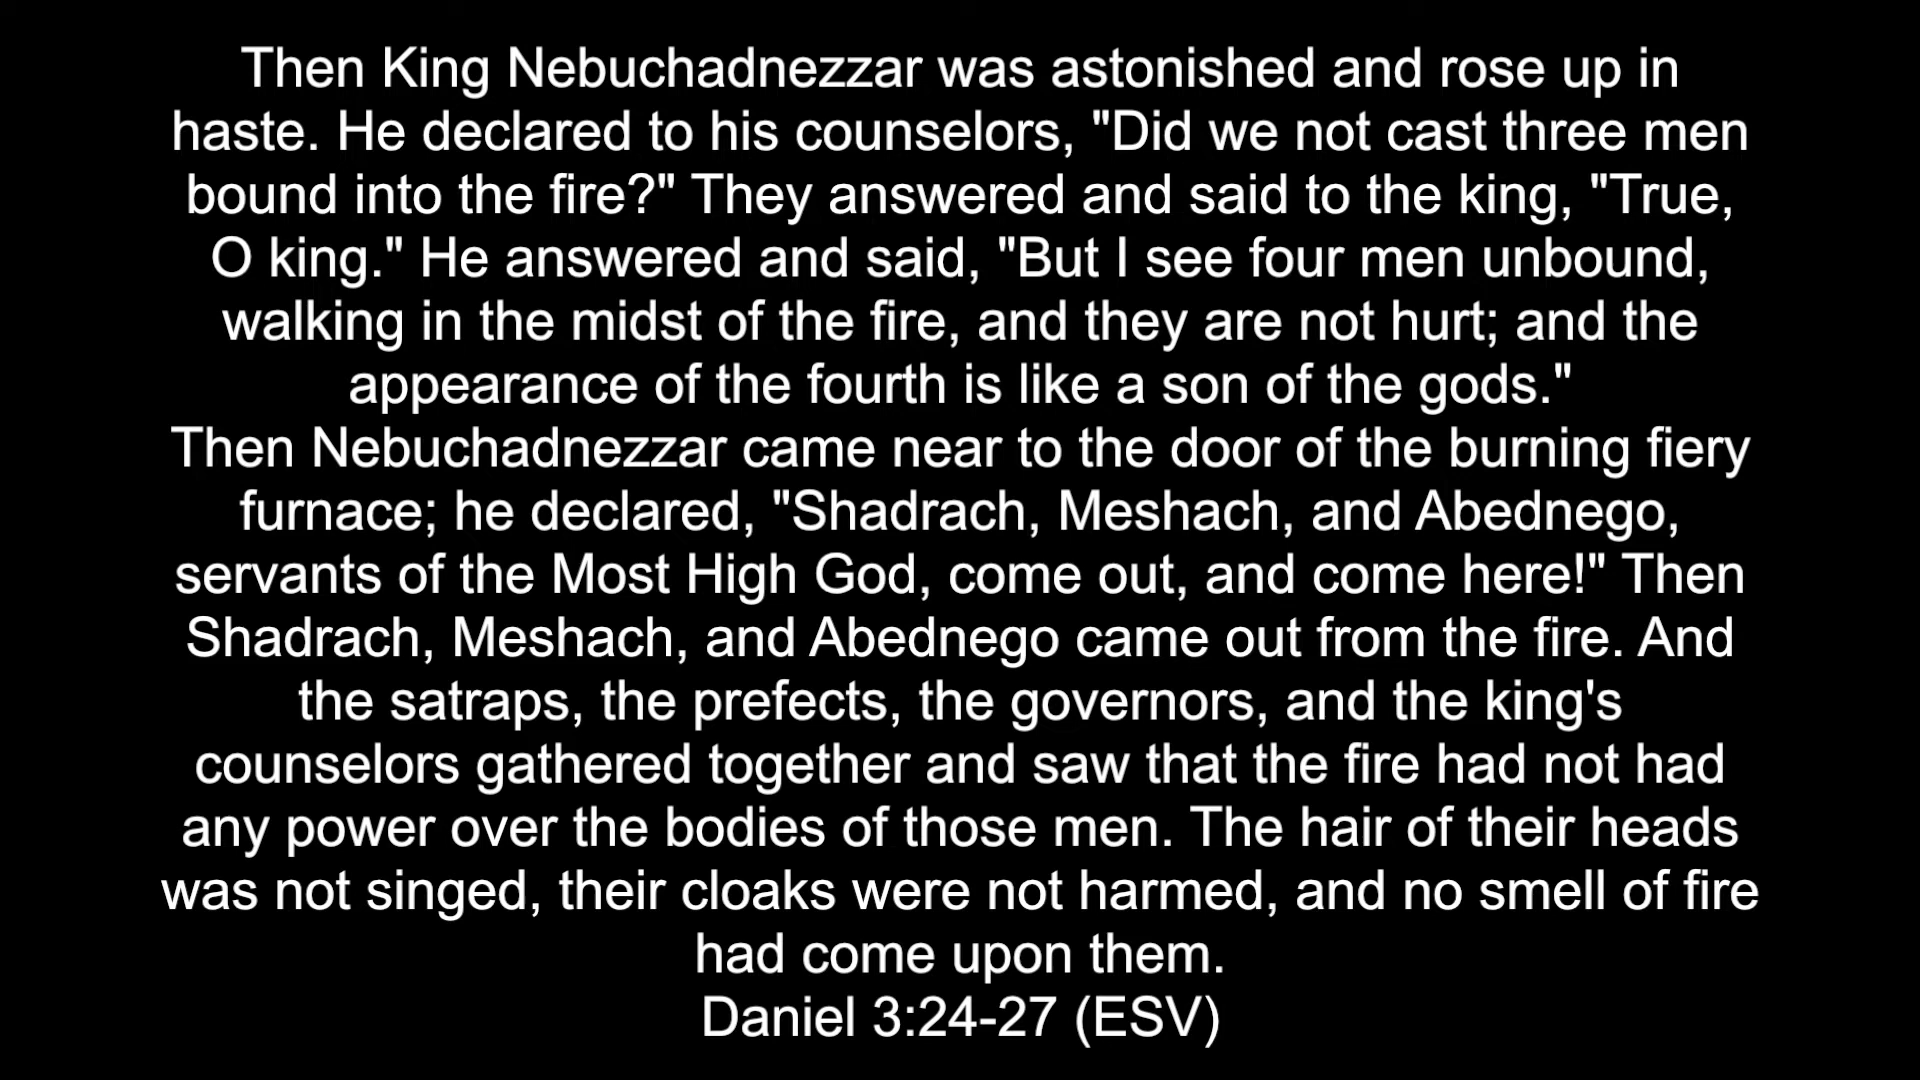 Then King Nebuchadnezzar was astonished and rose up in
haste. He declared to his counselors, "Did we not cast three men
bound into the fire?" They answered and said to the king, "True,
O king." He answered and said, "But I see four men unbound,
walking in the midst of the fire, and they are not hurt; and the
appearance of the fourth is like a son of the gods."
Then Nebuchadnezzar came near to the door of the burning fiery
furnace; he declared, "Shadrach, Meshach, and Abednego,
servants of the Most High God, come out, and come here!" Then
Shadrach, Meshach, and Abednego came out from the fire. And
the satraps, the prefects, the governors, and the king's
counselors gathered together and saw that the fire had not had
any power over the bodies of those men. The hair of their heads
was not singed, their cloaks were not harmed, and no smell of fire
had come upon them.
Daniel 3:24-27 (ESV)